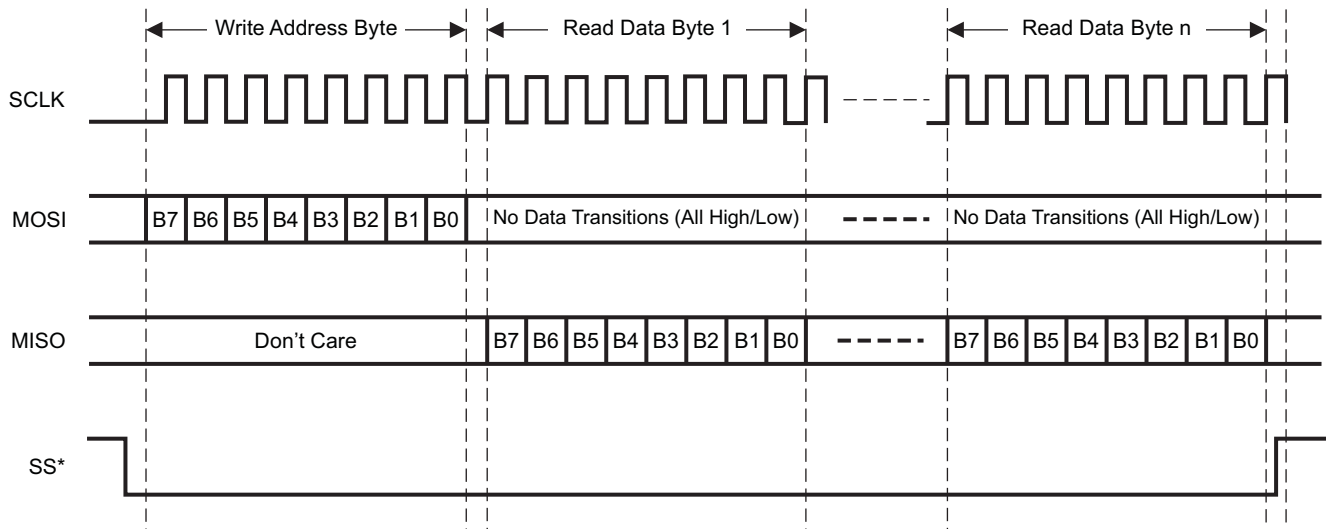 Write Address Byte Read Data Byte 1 Read Data Byte n
SCLK
MOSI B7 B6 B5 B4 B3 B2 B1 B0 No Data Transitions (All High/Low) No Data Transitions (All High/Low)
MISO Don't Care B7 B6 B5 B4 B3 B2 B1 B0 B7 B6 B5 B4 B3 B2 B1 B0
SS*